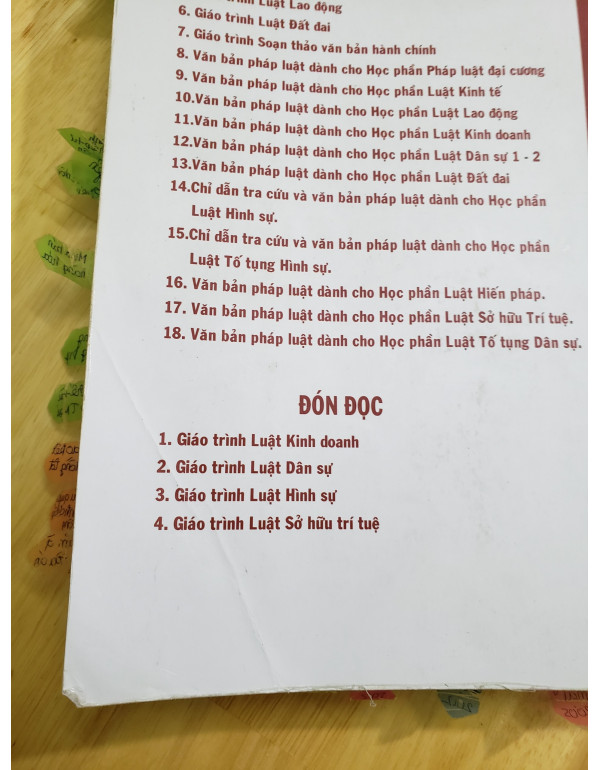 Luật Lao động
6. Giáo trình Luật Đất đai
7. Giáo trình Soạn thảo văn bản hành chính
8. Văn bản pháp luật dành cho Học phần Pháp luật đại cương
9. Văn bản pháp luật dành cho Học phần Luật Kinh tế
10.Văn bản pháp luật dành cho Học phần Luật Lao động
11.Văn bản pháp luật dành cho Học phần Luật Kinh doanh
12.Văn bản pháp luật dành cho Học phần Luật Dân sự 1 - 2
13.Văn bản pháp luật dành cho Học phần Luật Đất đai
14.Chỉ dẫn tra cứu và văn bản pháp luật dành cho Học phần
Luật Hình sự.
15.Chỉ dẫn tra cứu và văn bản pháp luật dành cho Học phần
Luật Tố tụng Hình sự.
16. Văn bản pháp luật dành cho Học phần Luật Hiến pháp.
17. Văn bản pháp luật dành cho Học phần Luật Sở hữu Trí tuệ.
18. Văn bản pháp luật dành cho Học phần Luật Tố tụng Dân sự.
ĐÓN ĐỌC
1. Giáo trình Luật Kinh doanh
2. Giáo trình Luật Dân sự
3. Giáo trình Luật Hình sự
4. Giáo trình Luật Sở hữu trí tuệ